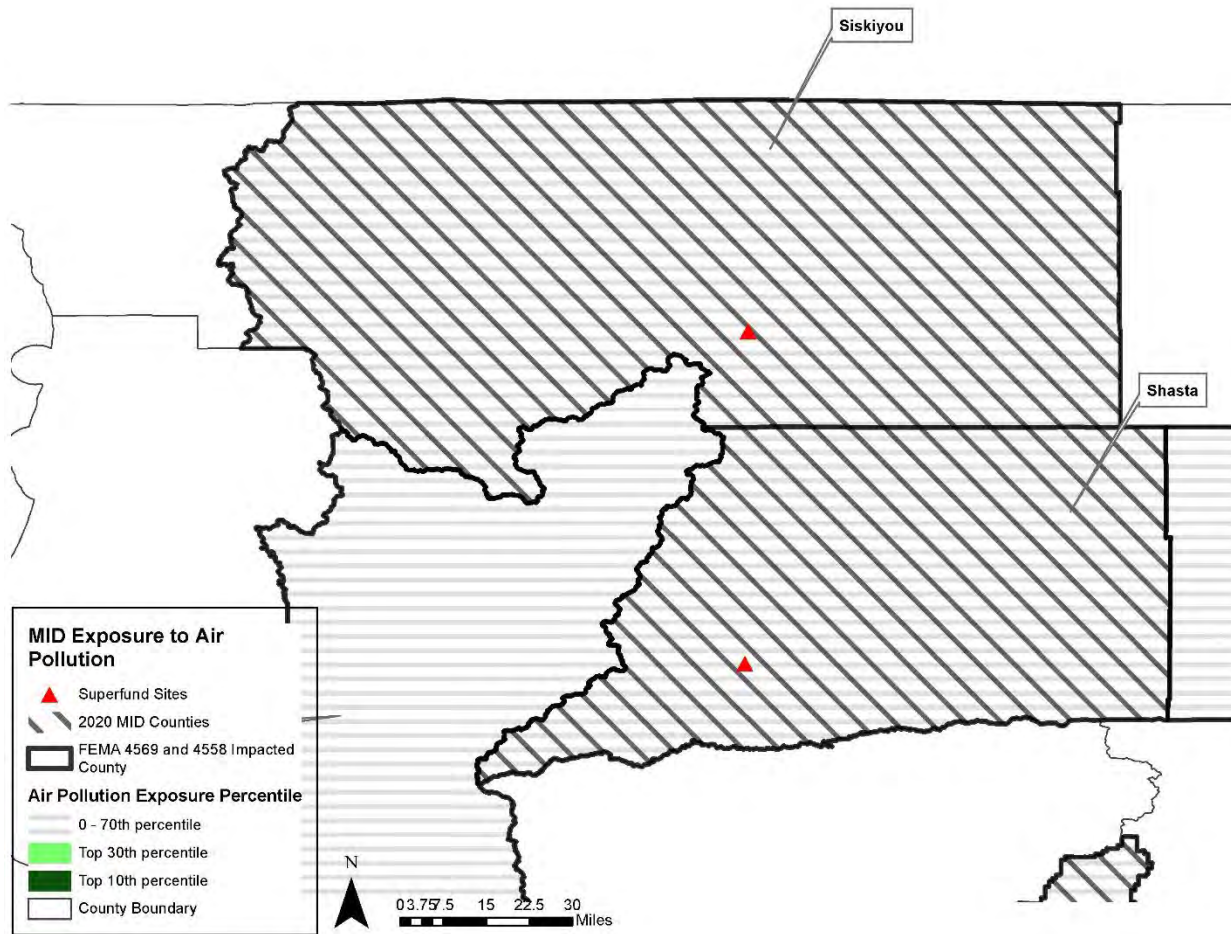 Siskiyou
Shasta
MID Exposure to Air
Pollution
Superfund Sites
2020 MID Counties
FEMA 4569 and 4558 Impacted
County
Air Pollution Exposure Percentile
0 - 70th percentile
Top 30th percentile
Top 10th percentile
County Boundary
N
0 3.75 7.5 15 22.5 30
Miles